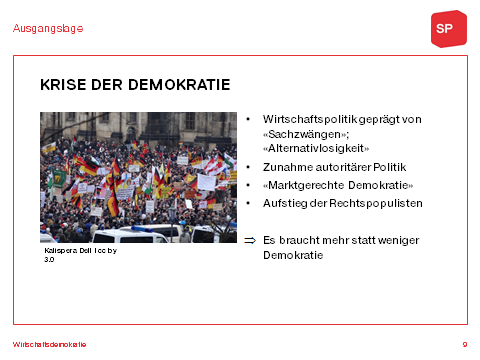 Ausgangslage
SP
KRISE DER DEMOKRATIE
• Wirtschaftspolitik geprägt von
«Sachzwängen»;
«Alternativlosigkeit»
• Zunahme autoritärer Politik
• «Marktgerechte Demokratie»
• Aufstieg der Rechtspopulisten
⇒ Es braucht mehr statt weniger
Demokratie
Kalispera Dell I cc by
3.0
Wirtschaftsdemokratie
9